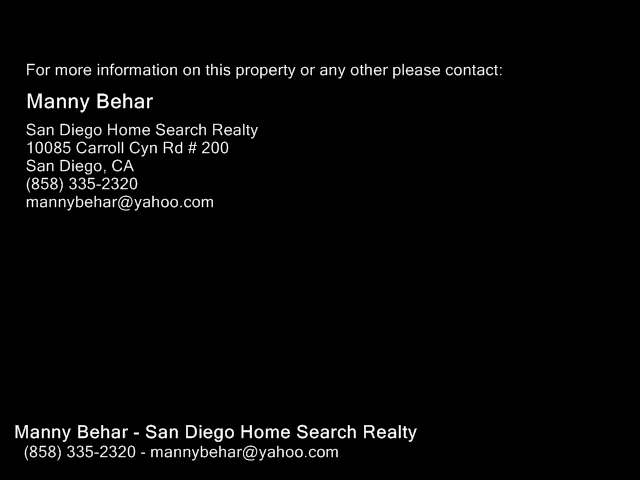 For more information on this property or any other please contact:
Manny Behar
San Diego Home Search Realty
10085 Carroll Cyn Rd # 200
San Diego, CA
(858) 335-2320
mannybehar@yahoo.com
Manny Behar - San Diego Home Search Realty
(858) 335-2320 - mannybehar@yahoo.com